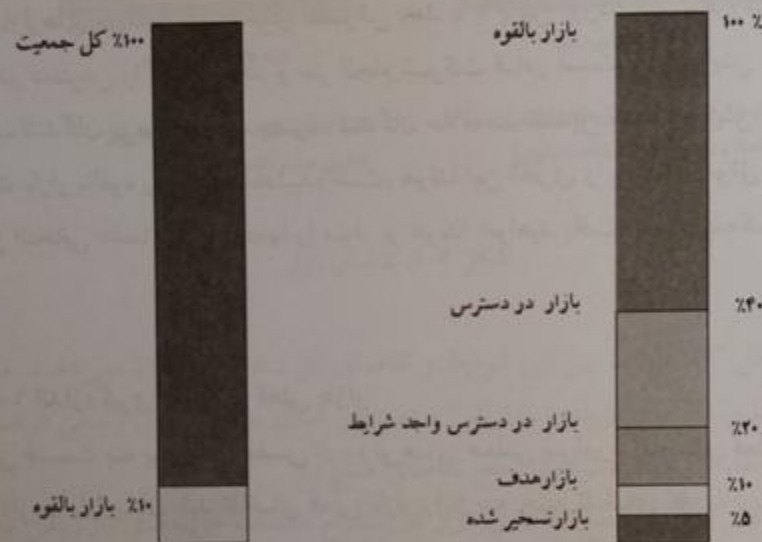 بازار بالقوه
۱۰۰ ٪
٪۱۰۰ کل جمعیت
بازار در دسترس
٪۴۰
بازار در دسترس واجد شرایط
٪۲۰
بازارهدف
٪۱۰
٪۱۰ بازار بالقوه
بازارتسحیر شده
٪۵